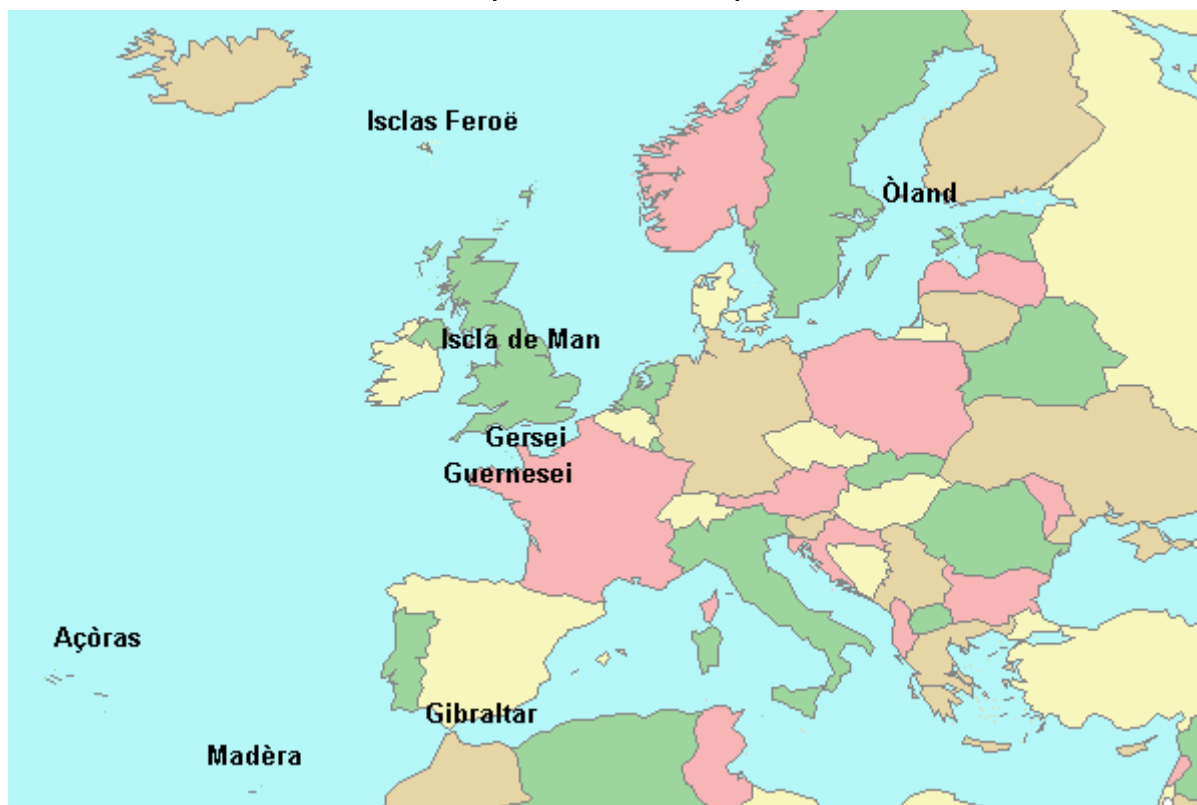 Isclas Feroë
Òland
Iscla de Man
Gersei
Guernesei
Açòras
Gibraltar
Madèra